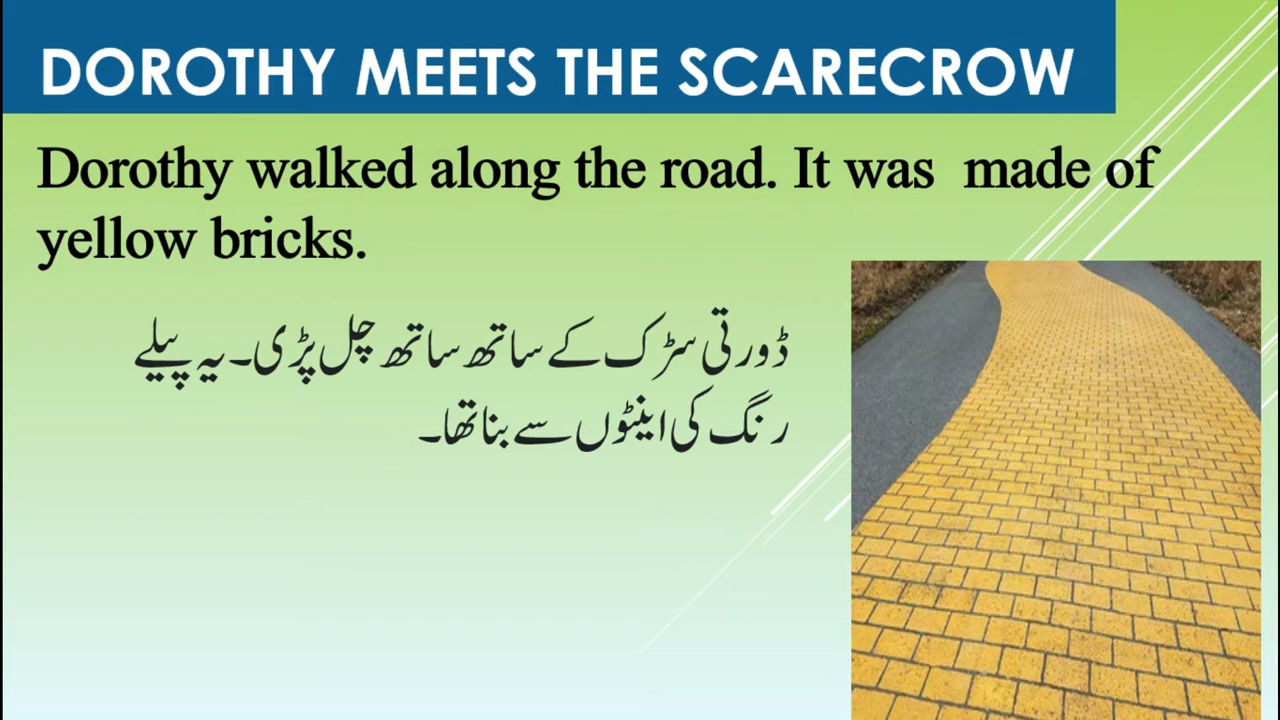 DOROTHY MEETS THE SCARECROW
Dorothy walked along the road. It was made of
yellow bricks.
ڈورتی سڑک کے ساتھ ساتھ چل پڑی۔ یہ پیلے
رنگ کی اینٹوں سے بنا تھا۔